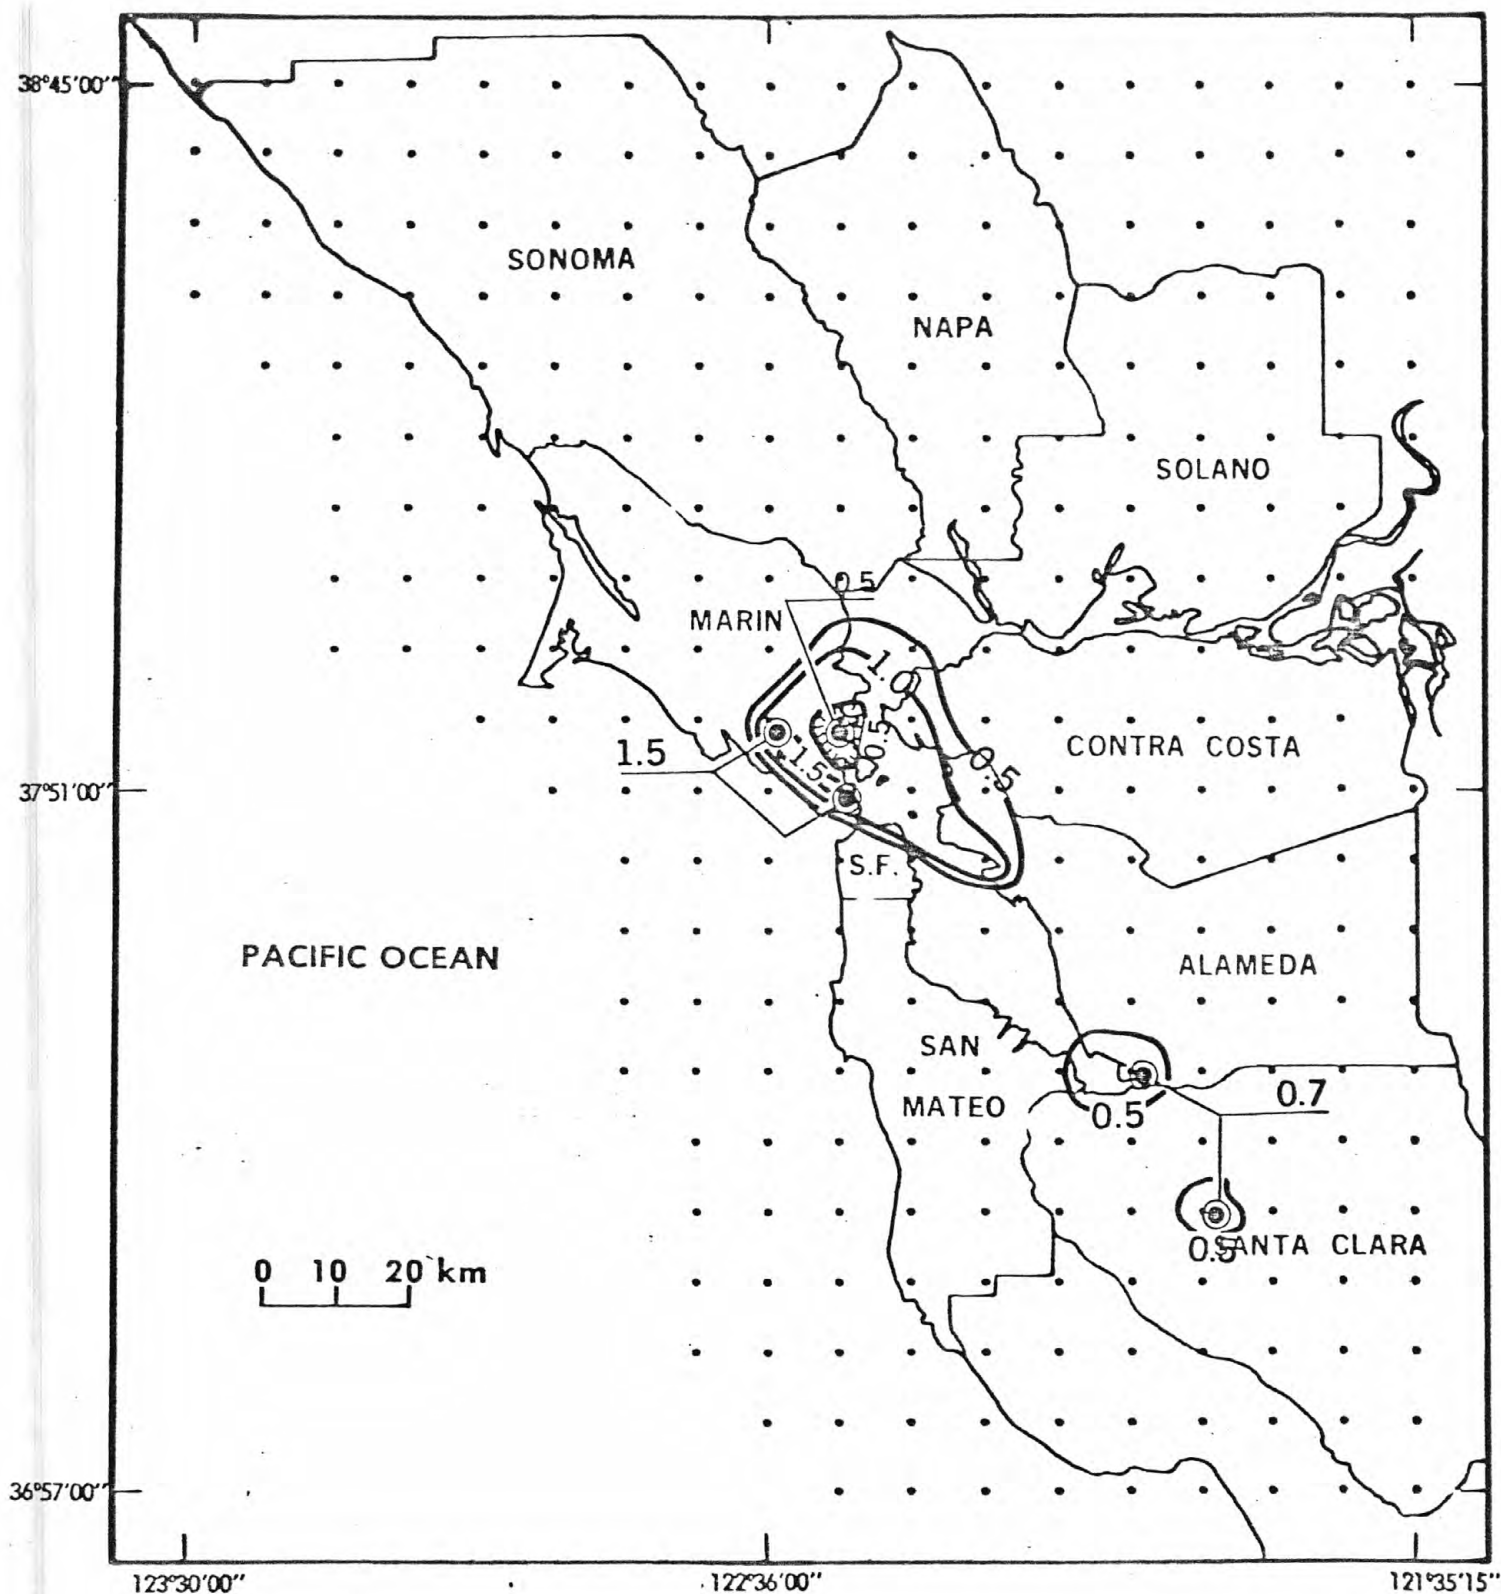 38°45'00"
SONOMA
NAPA
SOLANO
0.5
MARIN
1.0
0.5
1.5
1.5
0.5
CONTRA COSTA
37°51'00"
S.F.
PACIFIC OCEAN
ALAMEDA
SAN
MATEO
0.5
0.7
0.5
SANTA CLARA
0 10 20 km
36°57'00"
123°30'00"
122°36'00"
121°35'15"